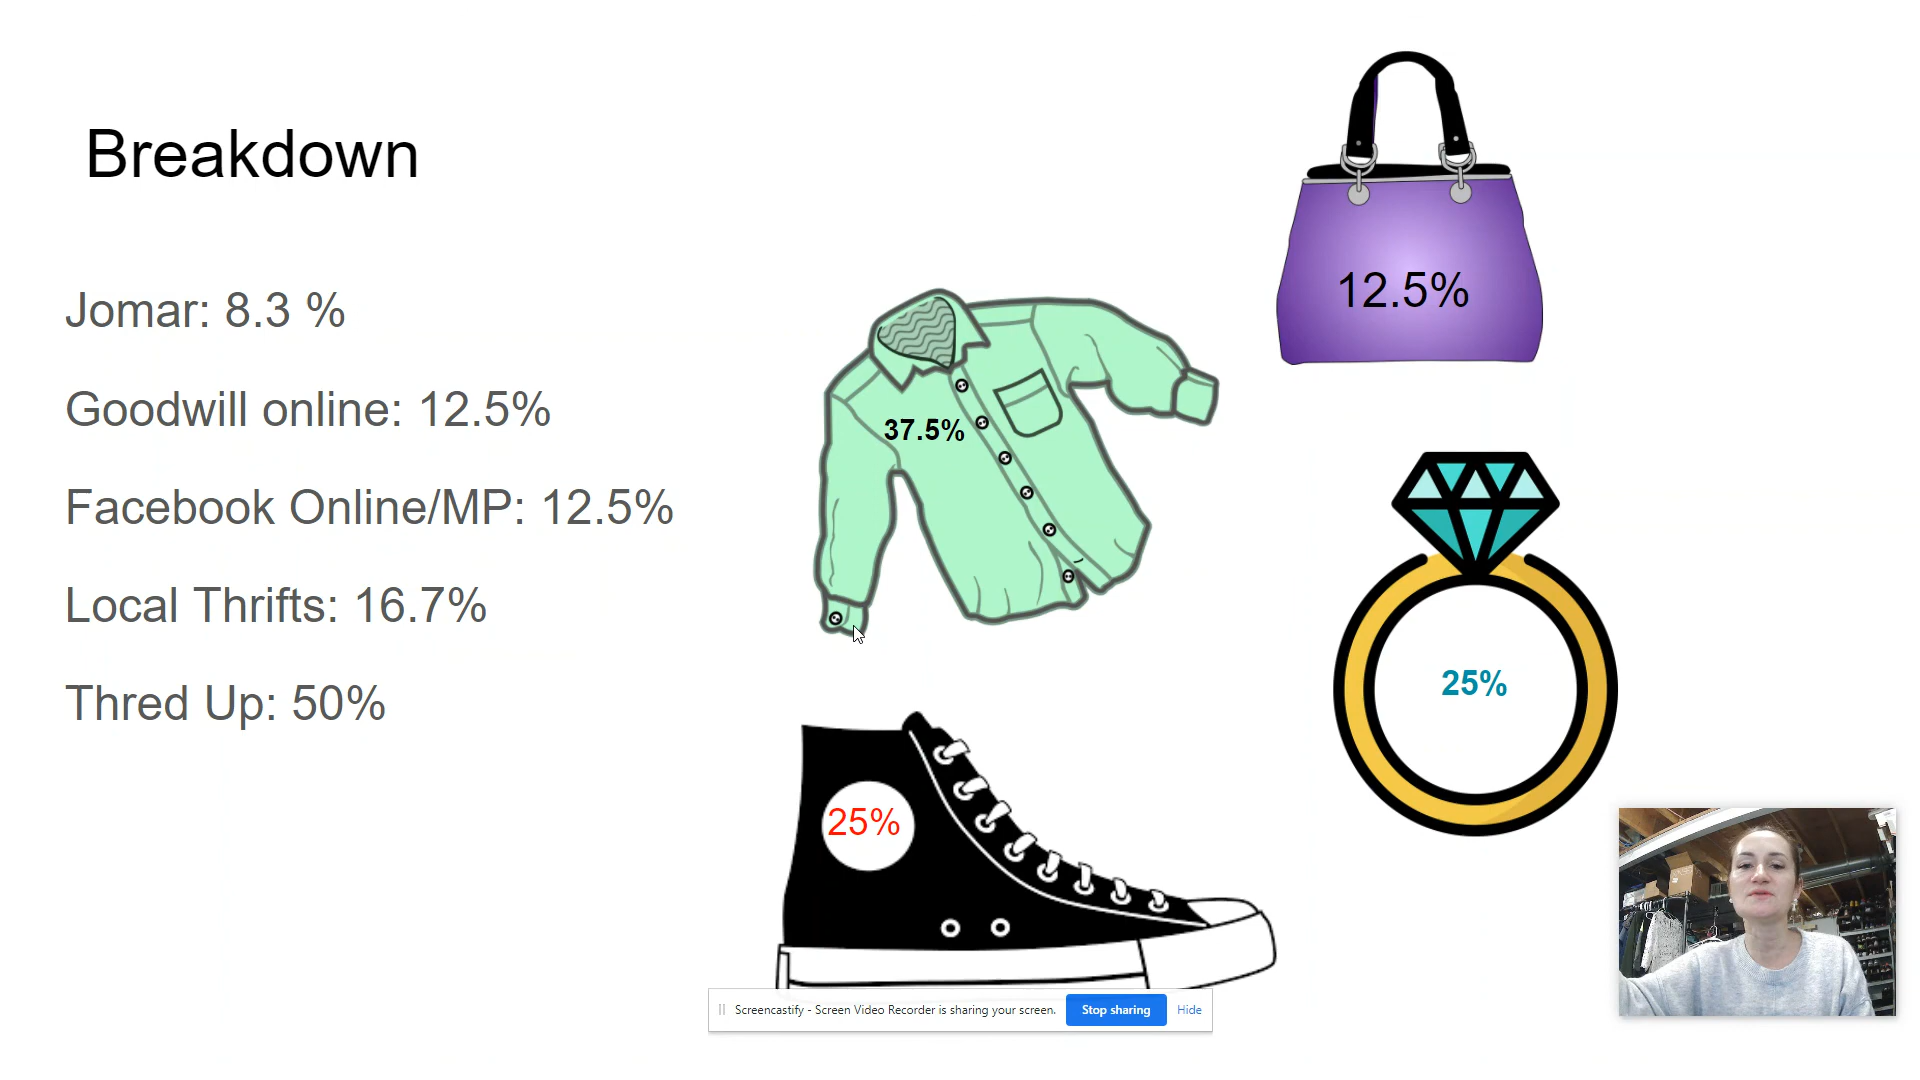 Breakdown
Jomar: 8.3 %
Goodwill online: 12.5%
Facebook Online/MP: 12.5%
Local Thrifts: 16.7%
Thred Up: 50%
12.5%
37.5%
25%
25%
Screencastify - Screen Video Recorder is sharing your screen.
Stop sharing
Hide